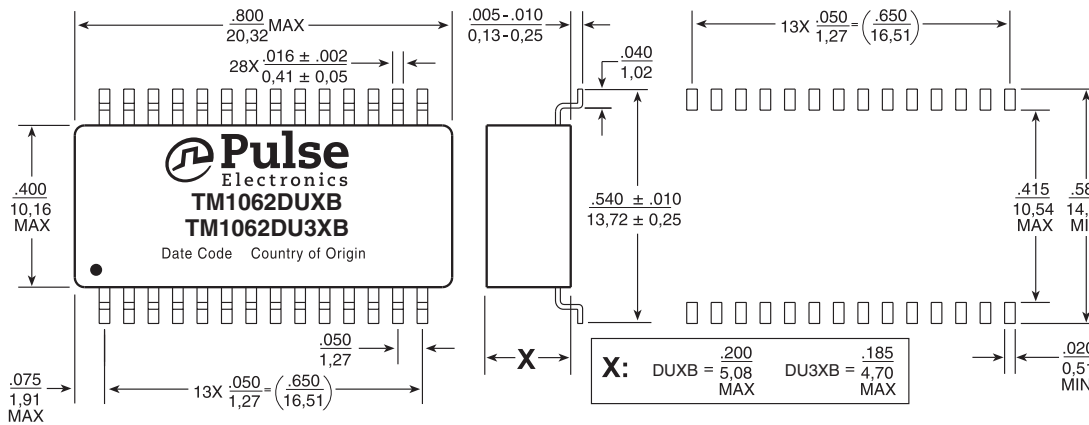 .800
20,32
MAX
.005-.010
0,13-0,25
13X .050
1,27
=
(.650
16,51)
28X .016 ± .002
0,41 ± 0,05
.040
1,02
Pulse
Electronics
TM1062DUXB
TM1062DU3XB
Date Code Country of Origin
.400
10,16
MAX
.540 ± .010
13,72 ± 0,25
.415
10,54
MAX
.050
1,27
.075
1,91
MAX
13X .050
1,27
=
(.650
16,51)
X
X: DUXB = .200
5,08
MAX
DU3XB = .185
4,70
MAX
MIN